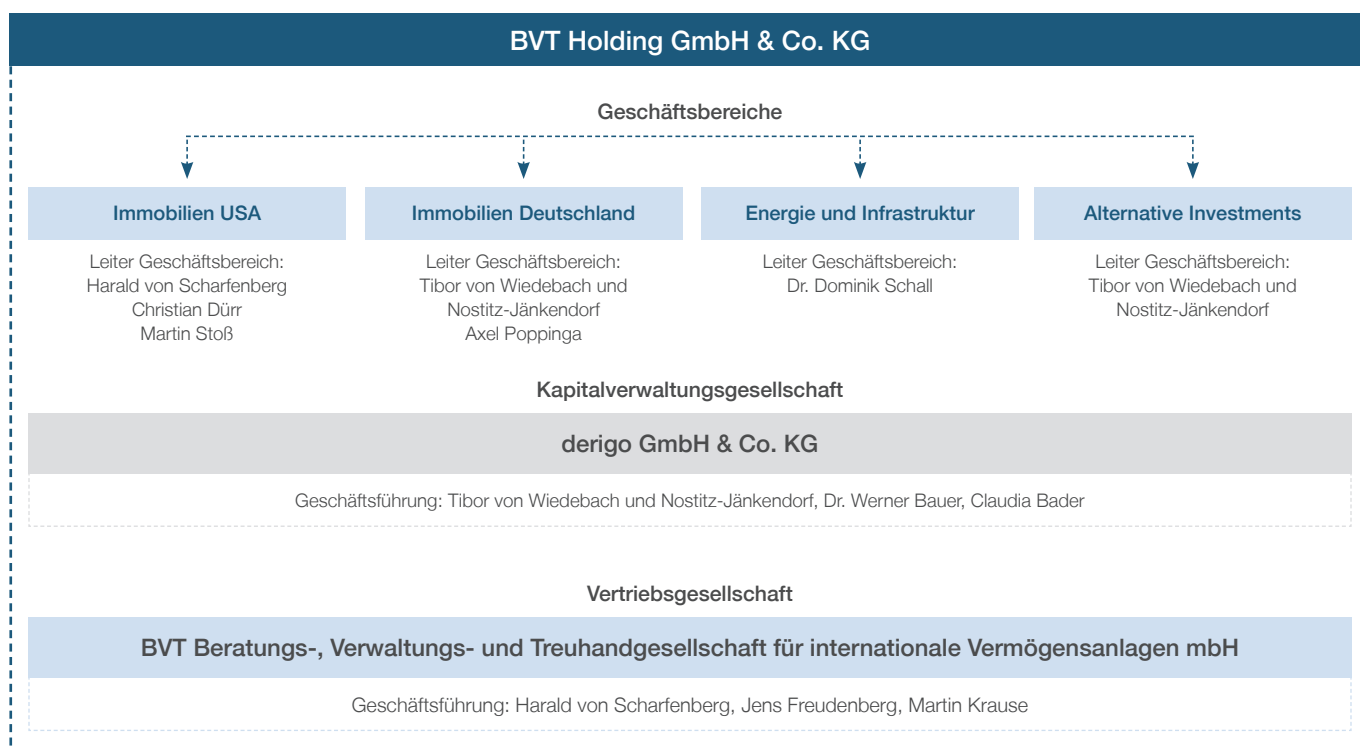 BVT Holding GmbH & Co. KG
Geschäftsbereiche
Immobilien USA
Leiter Geschäftsbereich:
Harald von Scharfenberg
Christian Dürr
Martin Stoß
Immobilien Deutschland
Leiter Geschäftsbereich:
Tibor von Wiedebach und
Nostitz-Jänkendorf
Axel Poppinga
Energie und Infrastruktur
Leiter Geschäftsbereich:
Dr. Dominik Schall
Alternative Investments
Leiter Geschäftsbereich:
Tibor von Wiedebach und
Nostitz-Jänkendorf
Kapitalverwaltungsgesellschaft
derigo GmbH & Co. KG
Geschäftsführung: Tibor von Wiedebach und Nostitz-Jänkendorf, Dr. Werner Bauer, Claudia Bader
Vertriebsgesellschaft
BVT Beratungs-, Verwaltungs- und Treuhandgesellschaft für internationale Vermögensanlagen mbH
Geschäftsführung: Harald von Scharfenberg, Jens Freudenberg, Martin Krause